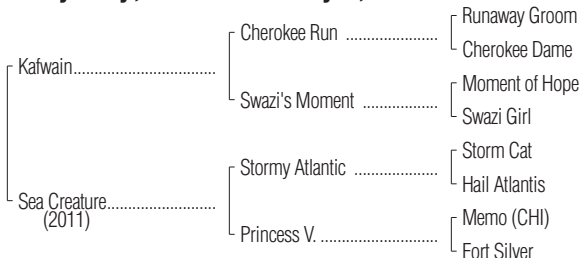 Runaway Groom
Cherokee Run ....................
Cherokee Dame
Kafwain................................
Moment of Hope
Swazi's Moment .................
Swazi Girl
Storm Cat
Stormy Atlantic ...................
Hail Atlantis
Sea Creature........................
(2011)
Memo (CHI)
Princess V. ..........................
Fort Silver